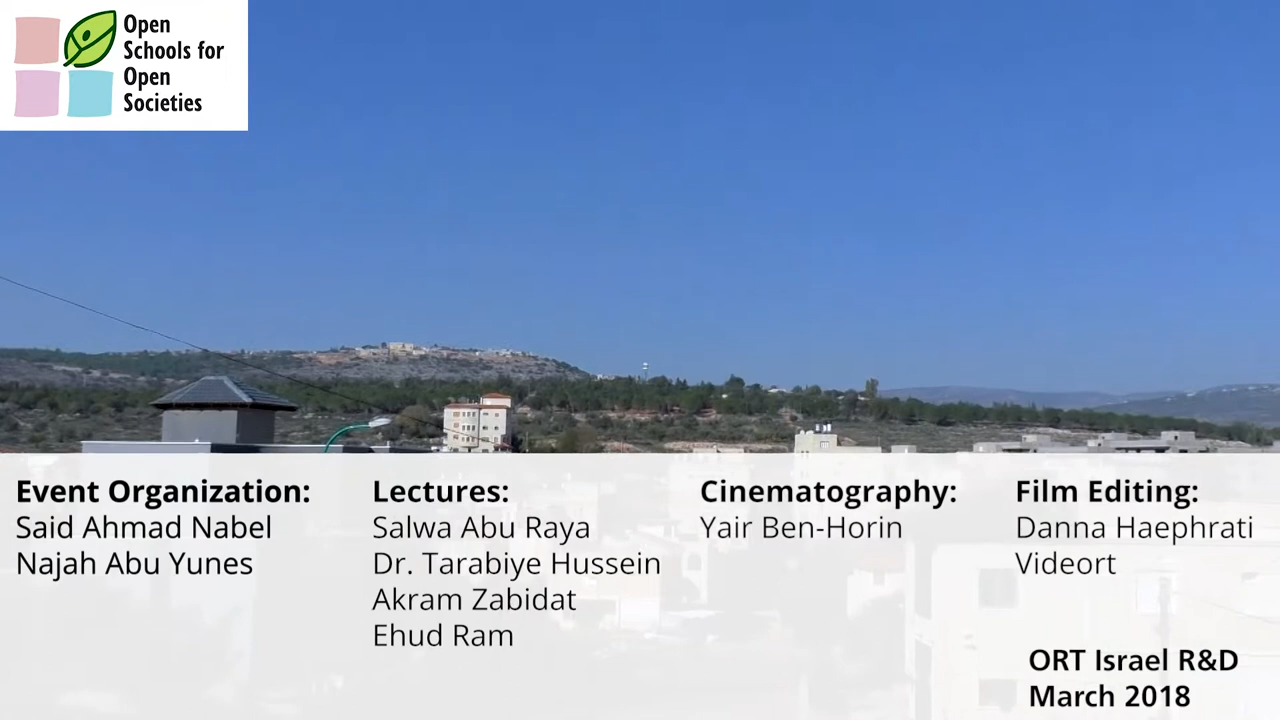 Open
Schools for
Open
Societies
Event Organization:
Said Ahmad Nabel
Najah Abu Yunes
Lectures:
Salwa Abu Raya
Dr. Tarabiye Hussein
Akram Zabidat
Ehud Ram
Cinematography:
Yair Ben-Horin
Film Editing:
Danna Haephrati
Videort
ORT Israel R&D
March 2018